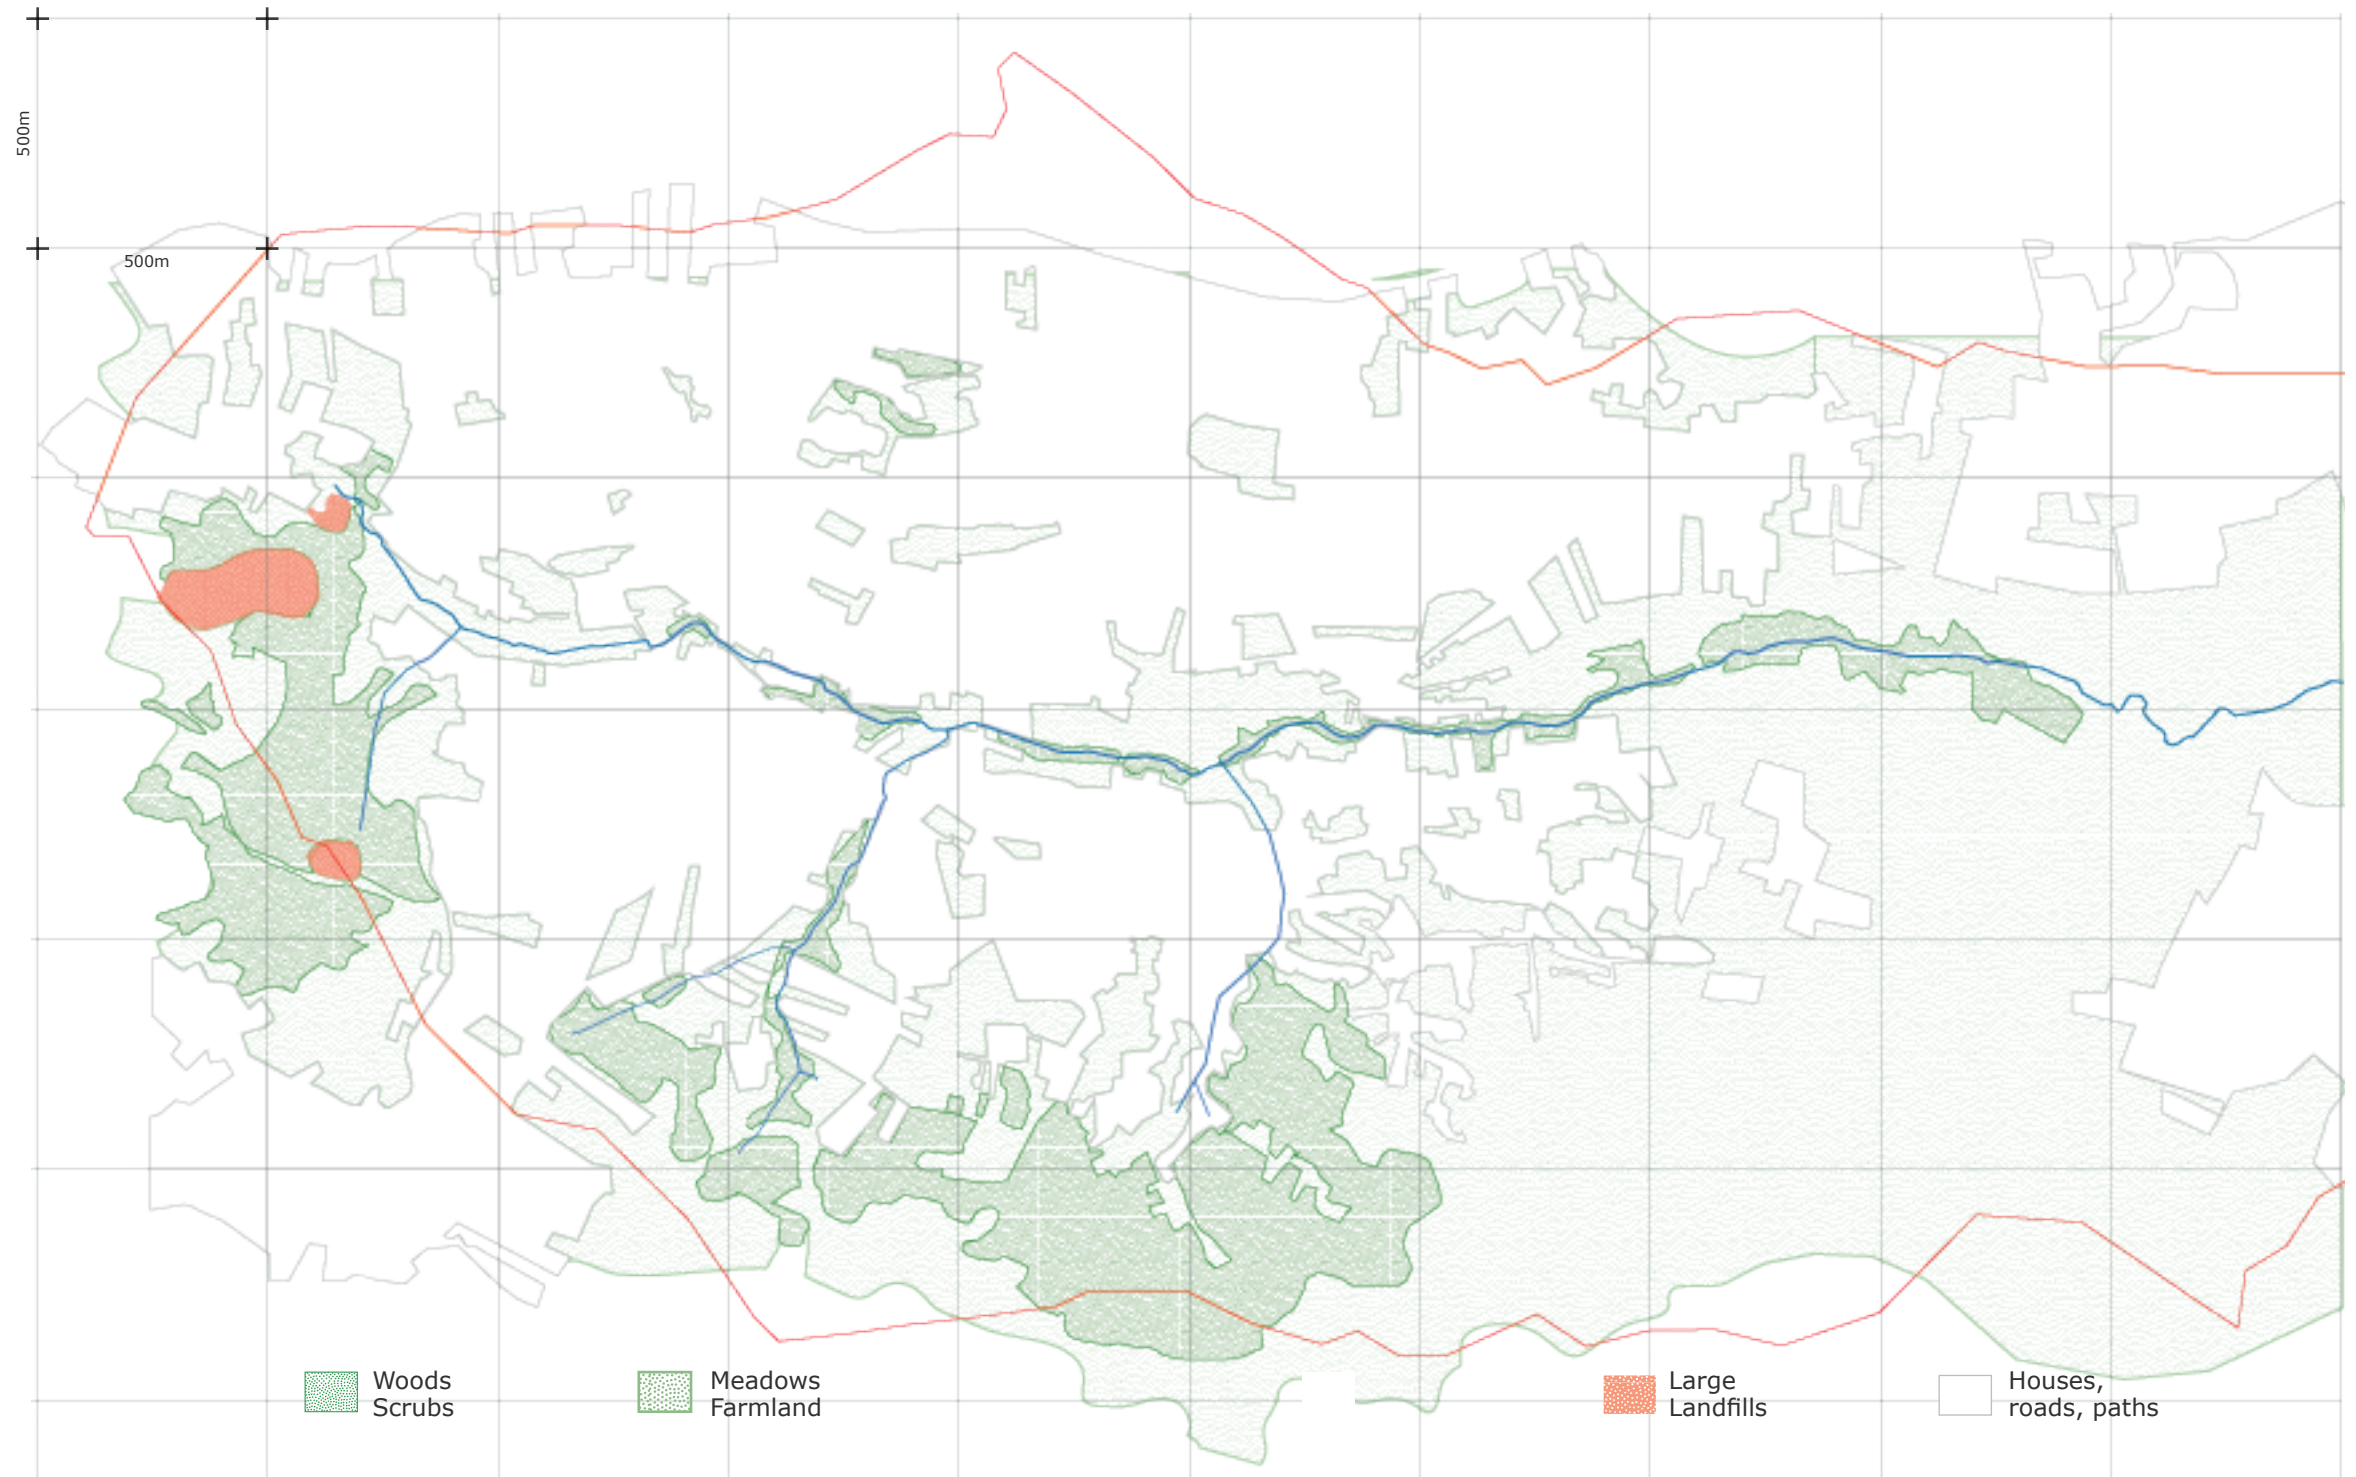 500m
500m
Woods
Scrubs
Meadows
Farmland
Large
Landfills
Houses,
roads, paths